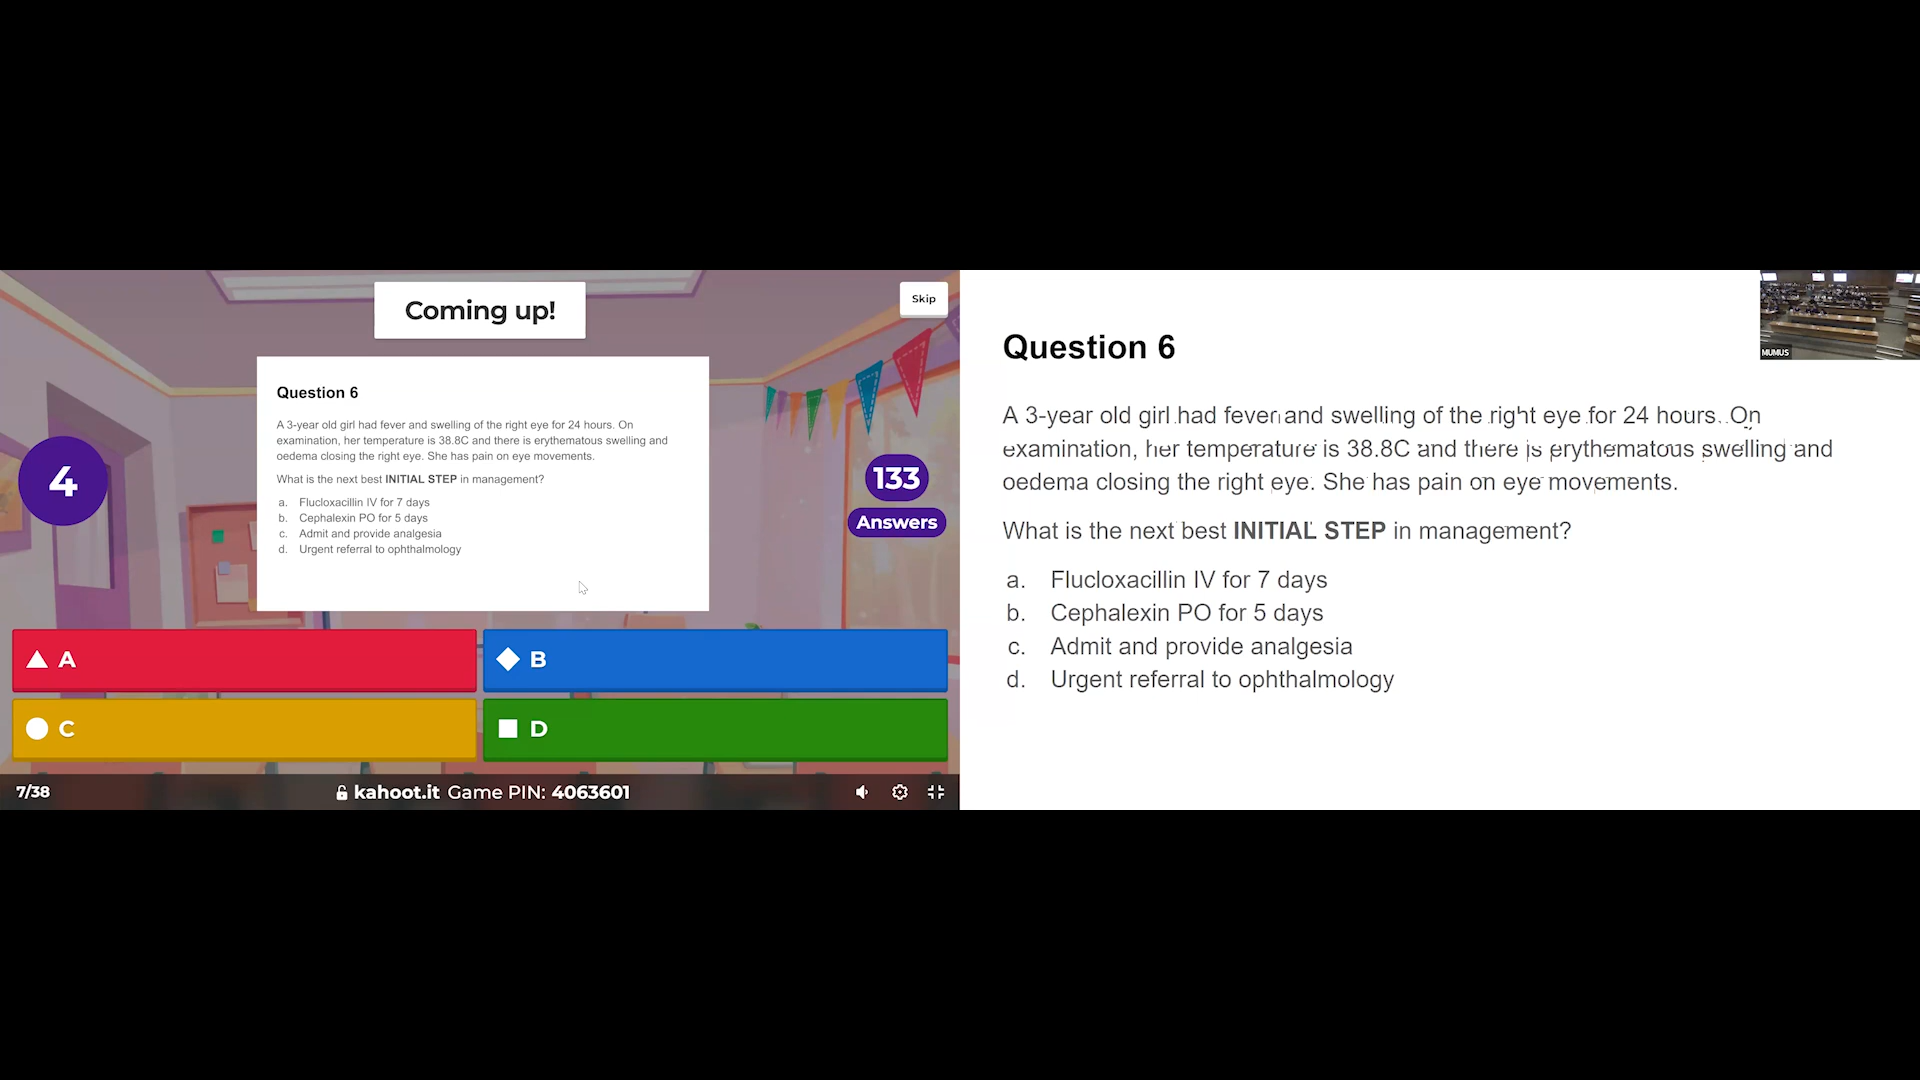 Coming up!
Skip
Question 6
A 3-year old girl had fever and swelling of the right eye for 24 hours. On
examination, her temperature is 38.8C and there is erythematous swelling and
oedema closing the right eye. She has pain on eye movements.
What is the next best INITIAL STEP in management?
a. Flucloxacillin IV for 7 days
b. Cephalexin PO for 5 days
c. Admit and provide analgesia
d. Urgent referral to ophthalmology
4
133
Answers
A
B
C
D
7/38
kahoot.it Game PIN: 4063601
Question 6
A 3-year old girl had fever and swelling of the right eye for 24 hours. On
examination, her temperature is 38.8C and there is erythematous swelling and
oedema closing the right eye. She has pain on eye movements.
What is the next best INITIAL STEP in management?
a. Flucloxacillin IV for 7 days
b. Cephalexin PO for 5 days
c. Admit and provide analgesia
d. Urgent referral to ophthalmology
MUMUS